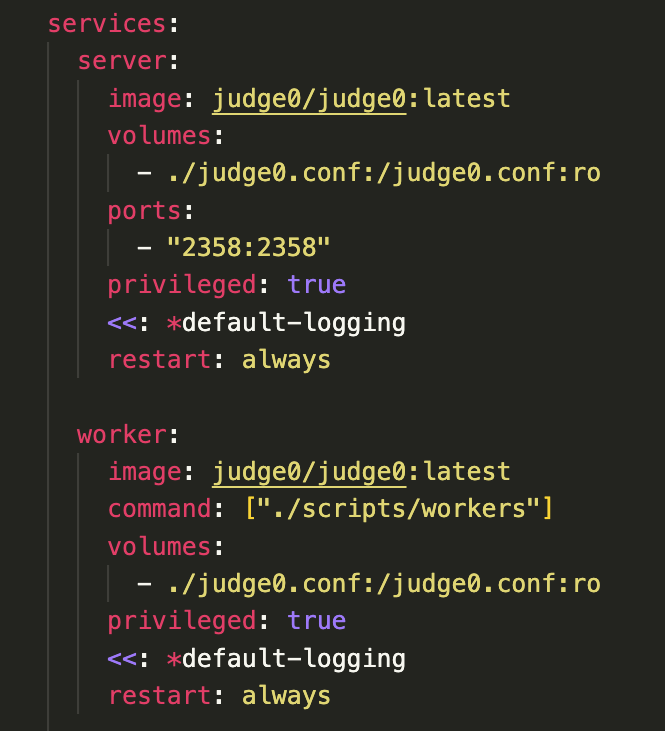 services:
  server:
    image: judge0/judge0:latest
    volumes:
      - ./judge0.conf:/judge0.conf:ro
    ports:
      - "2358:2358"
    privileged: true
    <<: *default-logging
    restart: always

  worker:
    image: judge0/judge0:latest
    command: ["./scripts/workers"]
    volumes:
      - ./judge0.conf:/judge0.conf:ro
    privileged: true
    <<: *default-logging
    restart: always